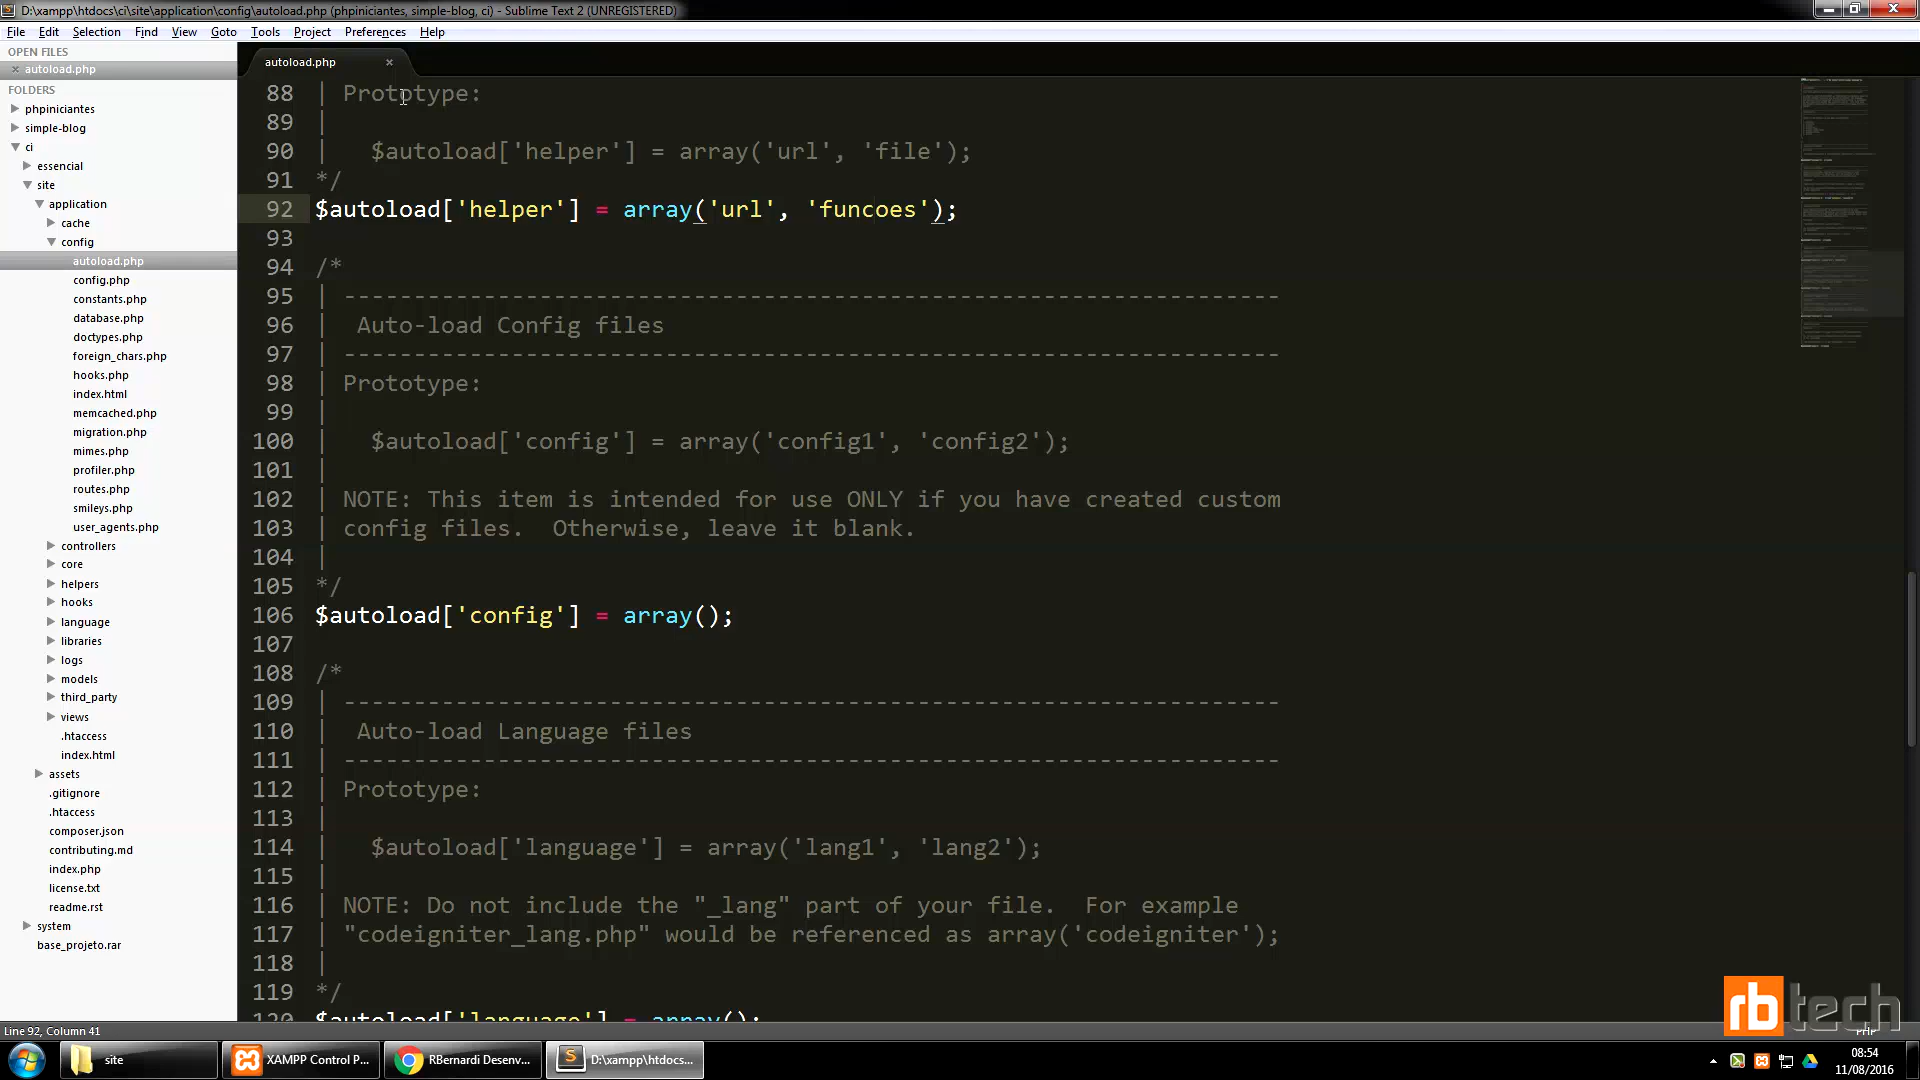 D:\xampp\htdocs\ci\site\application\config\autoload.php (phpiniciantes, simple-blog, ci) - Sublime Text 2 (UNREGISTERED)
File Edit Selection Find View Goto Tools Project Preferences Help
OPEN FILES
× autoload.php
FOLDERS
phpiniciantes
simple-blog
ci
essencial
site
application
cache
config
autoload.php
config.php
constants.php
database.php
doctypes.php
foreign_chars.php
hooks.php
index.html
memcached.php
migration.php
mimes.php
profiler.php
routes.php
smileys.php
user_agents.php
controllers
core
helpers
hooks
language
libraries
logs
models
third_party
views
.htaccess
index.html
assets
.gitignore
.htaccess
composer.json
contributing.md
index.php
license.txt
readme.rst
system
base_projeto.rar
autoload.php ×
88 | Prototype:
89 |
90 |   $autoload['helper'] = array('url', 'file');
91 */
92 $autoload['helper'] = array('url', 'funcoes');
93
94 /*
95 | -------------------------------------------------------------------
96 |  Auto-load Config files
97 | -------------------------------------------------------------------
98 | Prototype:
99 |
100 |   $autoload['config'] = array('config1', 'config2');
101 |
102 | NOTE: This item is intended for use ONLY if you have created custom
103 | config files.  Otherwise, leave it blank.
104 |
105 */
106 $autoload['config'] = array();
107
108 /*
109 | -------------------------------------------------------------------
110 |  Auto-load Language files
111 | -------------------------------------------------------------------
112 | Prototype:
113 |
114 |   $autoload['language'] = array('lang1', 'lang2');
115 |
116 | NOTE: Do not include the "_lang" part of your file.  For example
117 | "codeigniter_lang.php" would be referenced as array('codeigniter');
118 |
119 */
120 $autoload['language'] = array();
rbtech
Line 92, Column 41
PHP
site
XAMPP Control P...
RBernardi Desenv...
D:\xampp\htdocs...
08:54
11/08/2016